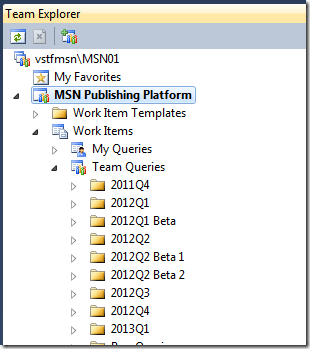 Team Explorer
vstfmsn\MSN01
My Favorites
MSN Publishing Platform
Work Item Templates
Work Items
My Queries
Team Queries
2011Q4
2012Q1
2012Q1 Beta
2012Q2
2012Q2 Beta 1
2012Q2 Beta 2
2012Q3
2012Q4
2013Q1